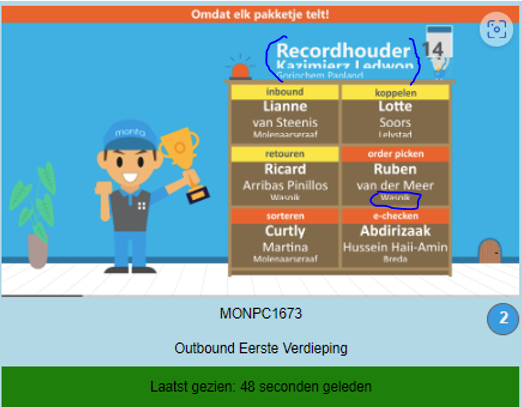 Omdat elk pakketje telt!
Recordhouder 14
Kazimierz Ledwon
Gorinchem Papland
inbound koppelen
Lianne Lotte
van Steenis Soors
Molenaarsgraaf Lelystad
retouren order picken
Ricard Ruben
Arribas Pinillos van der Meer
Waspik Waspik
sorteren e-checken
Curtly Abdirizaak
Martina Hussein Haji-Amin
Molenaarsgraaf Breda
monta
MONPC1673
2
Outbound Eerste Verdieping
Laatst gezien: 48 seconden geleden